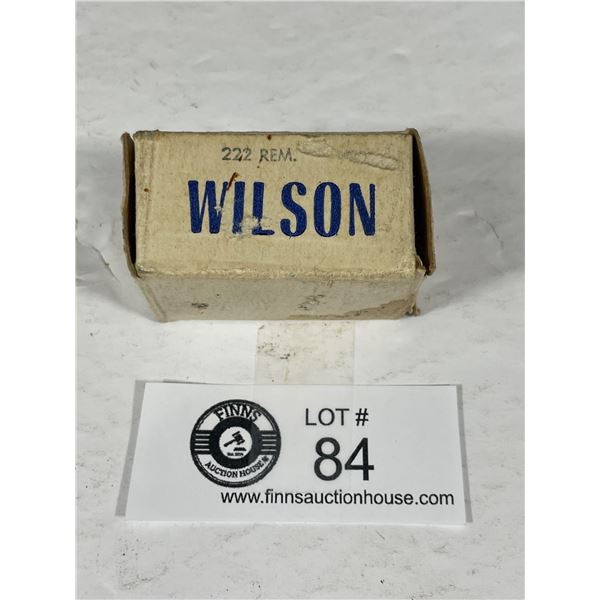 222 REM.
WILSON
FINNS
AUCTION HOUSE
LOT #
84
www.finnsauctionhouse.com